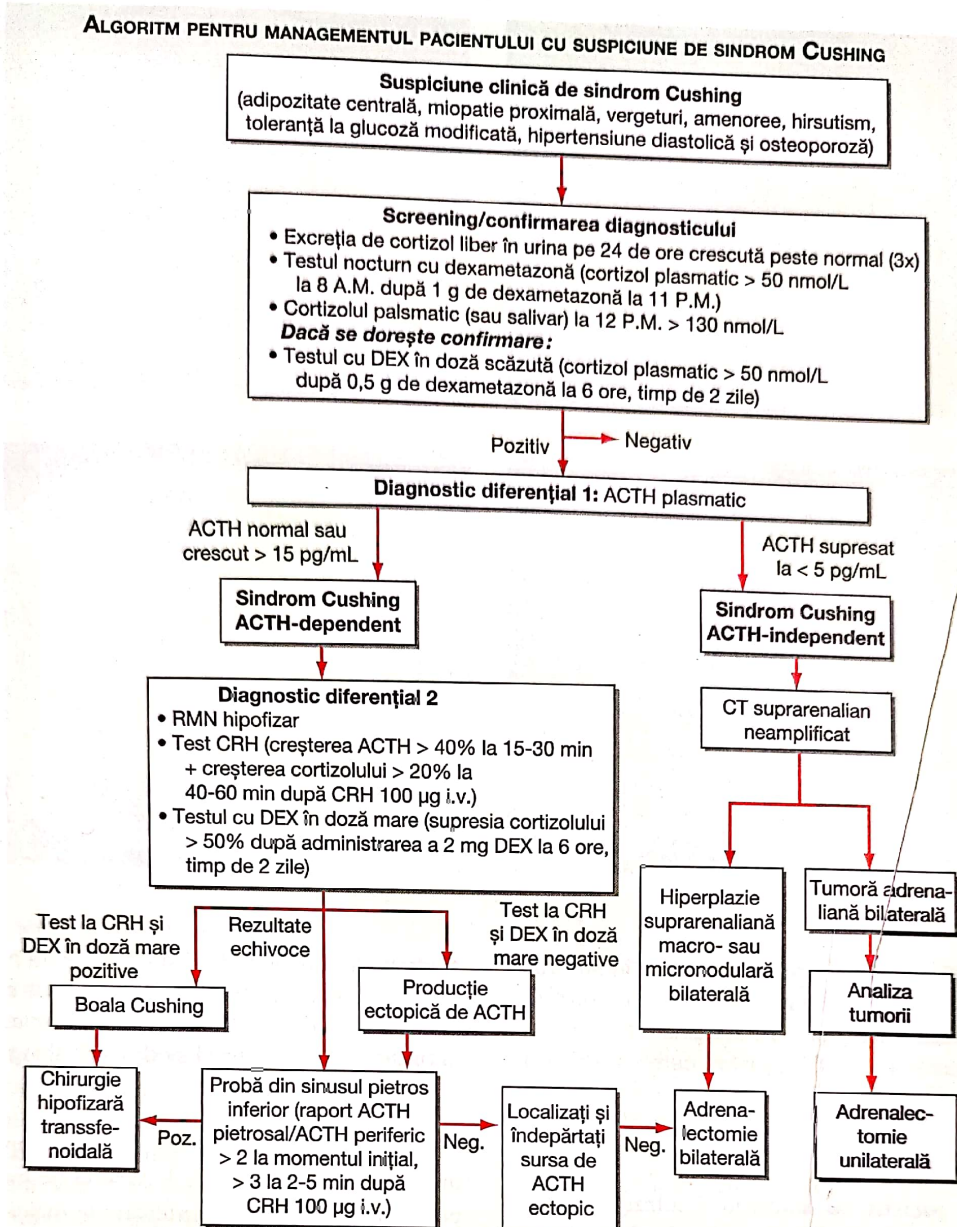 ALGORITM PENTRU MANAGEMENTUL PACIENTULUI CU SUSPICIUNE DE SINDROM CUSHING
Suspiciune clinică de sindrom Cushing
(adipozitate centrală, miopatie proximală, vergeturi, amenoree, hirsutism,
toleranță la glucoză modificată, hipertensiune diastolică și osteoporoză)
Screening/confirmarea diagnosticului
• Excreția de cortizol liber în urina pe 24 de ore crescută peste normal (3x)
• Testul nocturn cu dexametazonă (cortizol plasmatic > 50 nmol/L
la 8 A.M. după 1 g de dexametazonă la 11 P.M.)
• Cortizolul palsmatic (sau salivar) la 12 P.M. > 130 nmol/L
Dacă se dorește confirmare:
• Testul cu DEX în doză scăzută (cortizol plasmatic > 50 nmol/L
după 0,5 g de dexametazonă la 6 ore, timp de 2 zile)
Pozitiv
Negativ
Diagnostic diferențial 1: ACTH plasmatic
ACTH normal sau
crescut > 15 pg/mL
ACTH supresat
la < 5 pg/mL
Sindrom Cushing
ACTH-dependent
Sindrom Cushing
ACTH-independent
Diagnostic diferențial 2
• RMN hipofizar
• Test CRH (creșterea ACTH > 40% la 15-30 min
+ creșterea cortizolului > 20% la
40-60 min după CRH 100 µg i.v.)
• Testul cu DEX în doză mare (supresia cortizolului
> 50% după administrarea a 2 mg DEX la 6 ore,
timp de 2 zile)
CT suprarenalian
neamplificat
Test la CRH și
DEX în doză mare
pozitive
Rezultate
echivoce
Test la CRH
și DEX în doză
mare negative
Hiperplazie
suprarenaliană
macro- sau
micronodulară
bilaterală
Tumoră adrena-
liană bilaterală
Boala Cushing
Producție
ectopică de ACTH
Analiza
tumorii
Chirurgie
hipofizară
transsfe-
noidală
Poz.
Probă din sinusul pietros
inferior (raport ACTH
pietrosal/ACTH periferic
> 2 la momentul inițial,
> 3 la 2-5 min după
CRH 100 µg i.v.)
Neg.
Localizați și
îndepărtați
sursa de
ACTH
ectopic
Neg.
Adrena-
lectomie
bilaterală
Adrenalec-
tomie
unilaterală